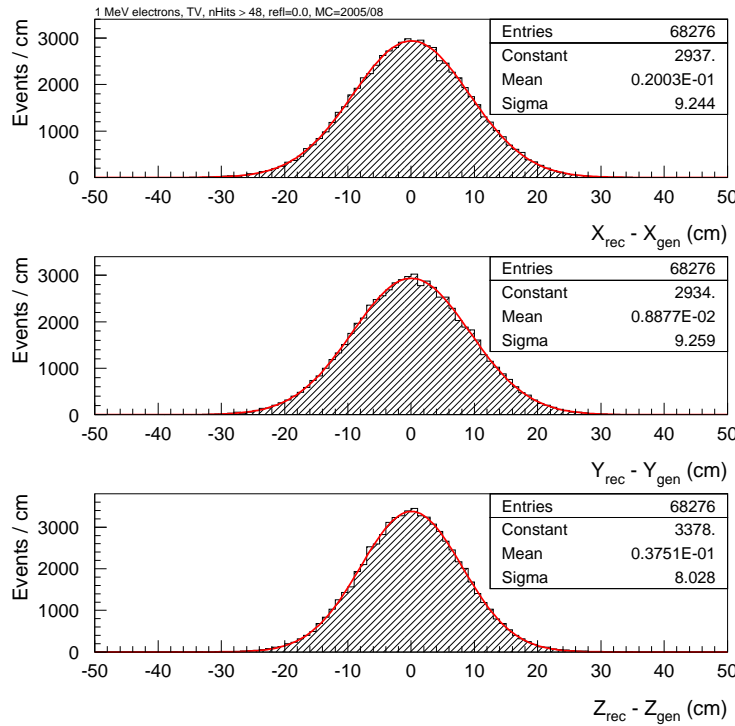 1 MeV electrons, TV, nHits > 48, refl=0.0, MC=2005/08
Events / cm
3000
2000
1000
0
Entries 68276
Constant 2937.
Mean 0.2003E-01
Sigma 9.244
-50 -40 -30 -20 -10 0 10 20 30 40 50
X_rec - X_gen (cm)
Events / cm
3000
2000
1000
0
Entries 68276
Constant 2934.
Mean 0.8877E-02
Sigma 9.259
-50 -40 -30 -20 -10 0 10 20 30 40 50
Y_rec - Y_gen (cm)
Events / cm
3000
2000
1000
0
Entries 68276
Constant 3378.
Mean 0.3751E-01
Sigma 8.028
-50 -40 -30 -20 -10 0 10 20 30 40 50
Z_rec - Z_gen (cm)